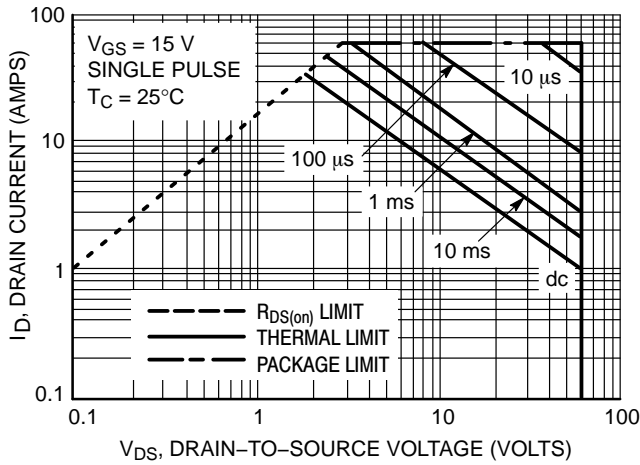 100
V_GS = 15 V
SINGLE PULSE
T_C = 25°C
10 μs
10
100 μs
1 ms
10 ms
1
dc
R_DS(on) LIMIT
THERMAL LIMIT
PACKAGE LIMIT
0.1
0.1
1
10
100
V_DS, DRAIN−TO−SOURCE VOLTAGE (VOLTS)
I_D, DRAIN CURRENT (AMPS)